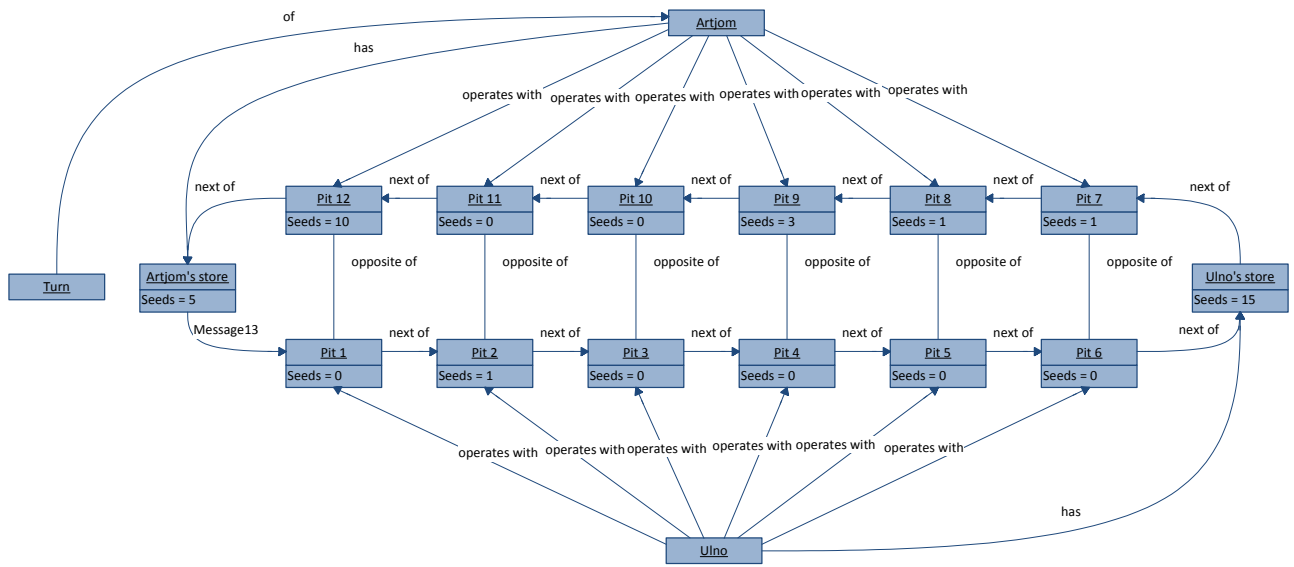 of
Artjom
has
operates with operates with operates with operates with operates with operates with
next of next of next of next of next of next of next of
Pit 12 Pit 11 Pit 10 Pit 9 Pit 8 Pit 7
Seeds = 10 Seeds = 0 Seeds = 0 Seeds = 3 Seeds = 1 Seeds = 1
opposite of opposite of opposite of opposite of opposite of opposite of
Turn Artjom's store Ulno's store
Seeds = 5 Seeds = 15
Message13 next of next of next of next of next of next of
Pit 1 Pit 2 Pit 3 Pit 4 Pit 5 Pit 6
Seeds = 0 Seeds = 1 Seeds = 0 Seeds = 0 Seeds = 0 Seeds = 0
operates with operates with operates with operates with operates with operates with
has
Ulno